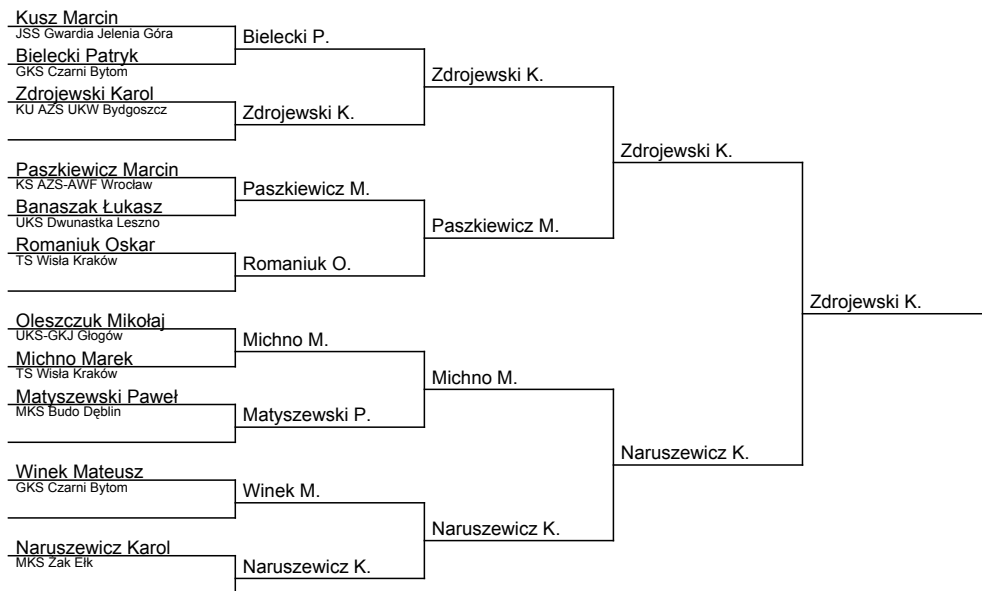 Kusz Marcin
JSS Gwardia Jelenia Góra
Bielecki P.
Bielecki Patryk
GKS Czarni Bytom
Zdrojewski K.
Zdrojewski Karol
KU AZS UKW Bydgoszcz
Zdrojewski K.
Zdrojewski K.
Paszkiewicz Marcin
KS AZS-AWF Wrocław
Paszkiewicz M.
Banaszak Łukasz
UKS Dwunastka Leszno
Paszkiewicz M.
Romaniuk Oskar
TS Wisła Kraków
Romaniuk O.
Zdrojewski K.
Oleszczuk Mikołaj
UKS-GKJ Głogów
Michno M.
Michno Marek
TS Wisła Kraków
Michno M.
Matyszewski Paweł
MKS Budo Dęblin
Matyszewski P.
Naruszewicz K.
Winek Mateusz
GKS Czarni Bytom
Winek M.
Naruszewicz K.
Naruszewicz Karol
MKS Żak Ełk
Naruszewicz K.